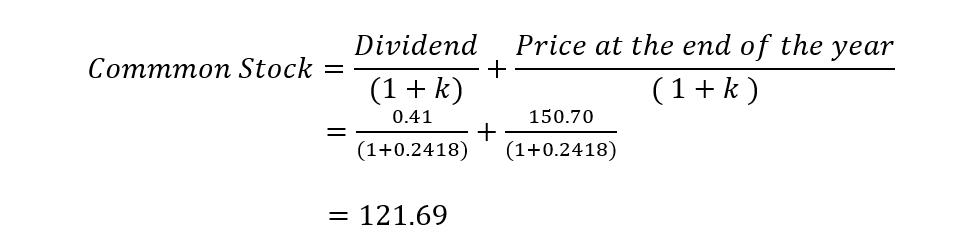 Commmon Stock = Dividend/(1 + k) + Price at the end of the year/( 1 + k )
= 0.41/(1+0.2418) + 150.70/(1+0.2418)
= 121.69